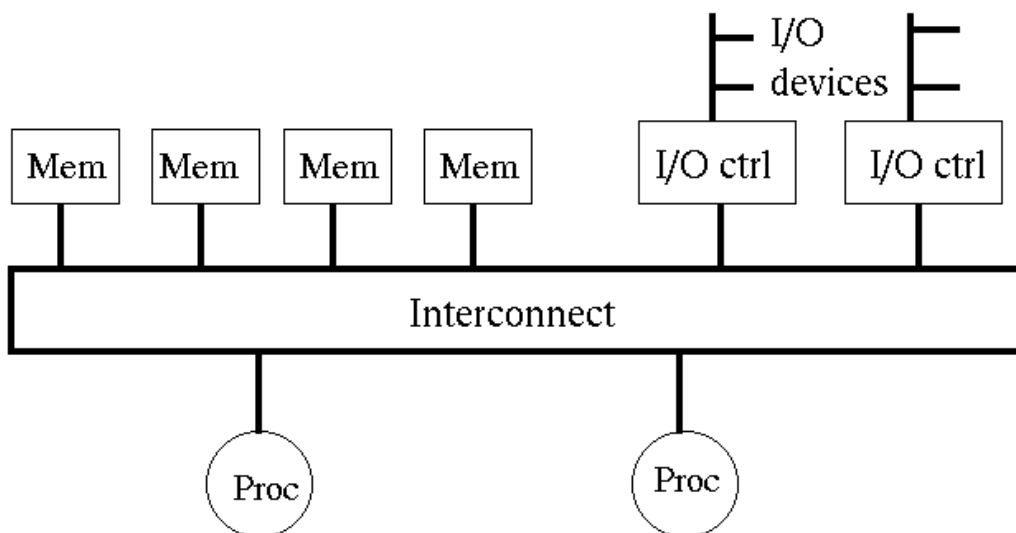 I/O
devices
Mem
Mem
Mem
Mem
I/O ctrl
I/O ctrl
Interconnect
Proc
Proc